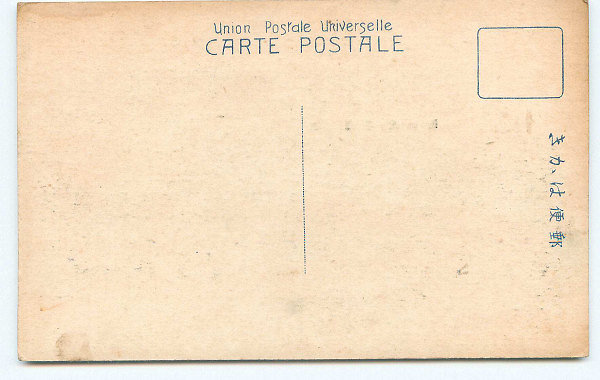 Union Postale Universelle
CARTE POSTALE
きかは便郵